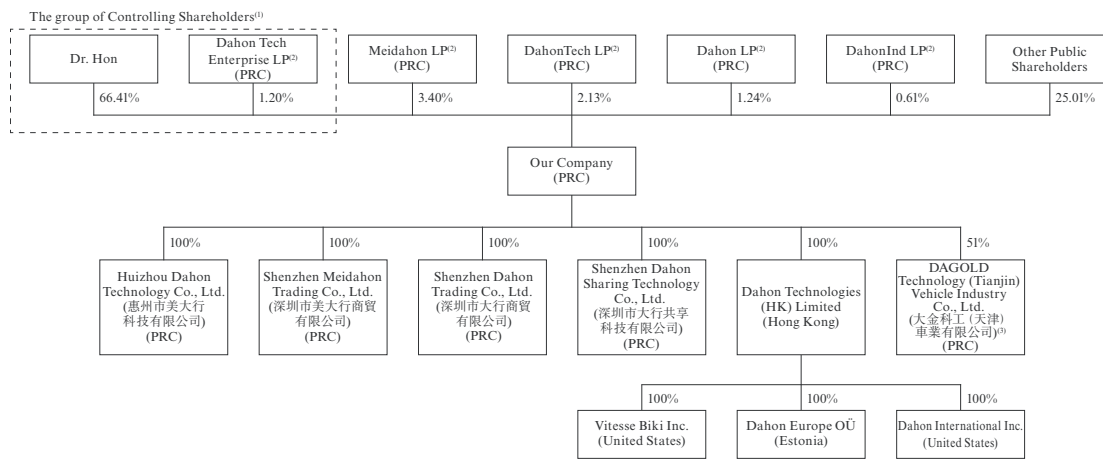 The group of Controlling Shareholders(1)
Dr. Hon
Dahon Tech
Enterprise LP(2)
(PRC)
Meidahon LP(2)
(PRC)
DahonTech LP(2)
(PRC)
Dahon LP(2)
(PRC)
DahonInd LP(2)
(PRC)
Other Public
Shareholders
66.41%
1.20%
3.40%
2.13%
1.24%
0.61%
25.01%
Our Company
(PRC)
100%
100%
100%
100%
100%
51%
Huizhou Dahon
Technology Co., Ltd.
(惠州市美大行
科技有限公司)
(PRC)
Shenzhen Meidahon
Trading Co., Ltd.
(深圳市美大行商貿
有限公司)
(PRC)
Shenzhen Dahon
Trading Co., Ltd.
(深圳市大行商貿
有限公司)
(PRC)
Shenzhen Dahon
Sharing Technology
Co., Ltd.
(深圳市大行共享
科技有限公司)
(PRC)
Dahon Technologies
(HK) Limited
(Hong Kong)
DAGOLD
Technology (Tianjin)
Vehicle Industry
Co., Ltd.
(大金科工（天津）
車業有限公司)(3)
(PRC)
100%
100%
100%
Vitesse Biki Inc.
(United States)
Dahon Europe OÜ
(Estonia)
Dahon International Inc.
(United States)